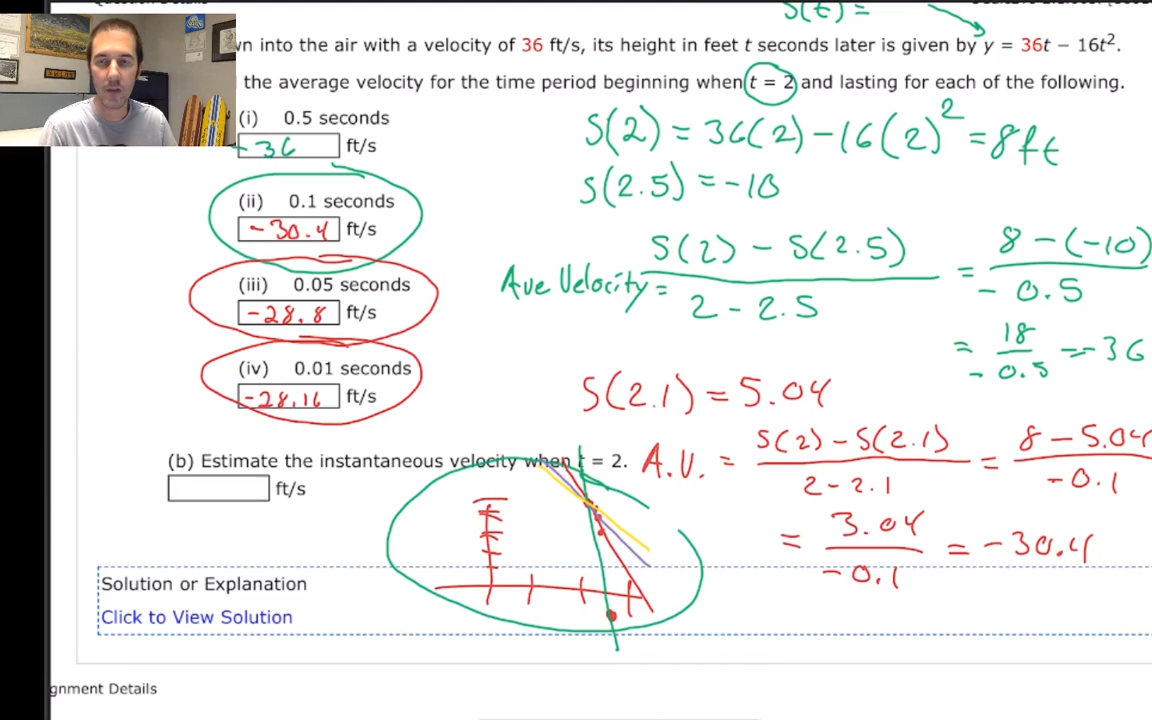 S(t) =
wn into the air with a velocity of 36 ft/s, its height in feet t seconds later is given by y = 36t − 16t².
the average velocity for the time period beginning when t = 2 and lasting for each of the following.
(i) 0.5 seconds
-36 ft/s
S(2) = 36(2) - 16(2)² = 8ft
S(2.5) = -10
(ii) 0.1 seconds
-30.4 ft/s
Ave Velocity = S(2) - S(2.5) / 2 - 2.5 = 8 - (-10) / - 0.5
= 18 / - 0.5 = -36
(iii) 0.05 seconds
-28.8 ft/s
(iv) 0.01 seconds
-28.16 ft/s
S(2.1) = 5.04
A.V. = S(2) - S(2.1) / 2 - 2.1 = 8 - 5.04 / -0.1
= 3.04 / -0.1 = -30.4
(b) Estimate the instantaneous velocity when t = 2.
ft/s
Solution or Explanation
Click to View Solution
gnment Details